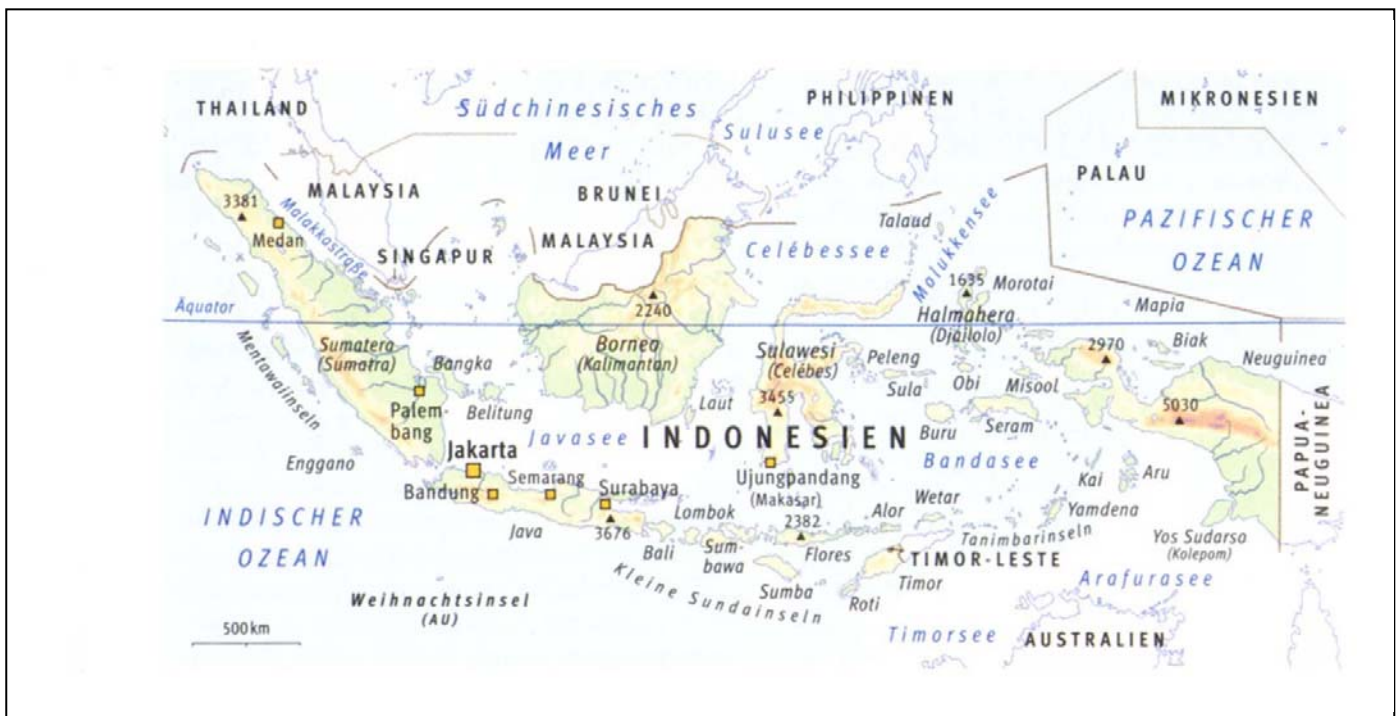 THAILAND
Südchinesisches
Meer
PHILIPPINEN
Sulusee
MIKRONESIEN
MALAYSIA
BRUNEI
PALAU
3381
Medan
Malakkastraße
SINGAPUR
MALAYSIA
Celébessee
Talaud
Malukkensee
PAZIFISCHER
OZEAN
Äquator
2240
1635
Morotai
Halmahera
(Djailolo)
Mapia
Mentawaiinseln
Sumatera
(Sumatra)
Bangka
Borneo
(Kalimantan)
Sulawesi
(Celébes)
Peleng
Sula
Obi
Misool
2970
Biak
Neuguinea
Palem-
bang
Belitung
Laut
3455
Buru
Seram
5030
Enggano
Jakarta
Javasee
INDONESIEN
Bandasee
PAPUA-
NEUGUINEA
Bandung
Semarang
Surabaya
Ujungpandang
(Makasar)
Kai
Aru
INDISCHER
OZEAN
Java
3676
Bali
Lombok
Sum-
bawa
2382
Flores
Alor
Wetar
Yamdena
Tanimbarinseln
Yos Sudarso
(Kolepom)
Kleine Sundainseln
Sumba
Roti
Timor
TIMOR-LESTE
Arafurasee
Weihnachtsinsel
(AU)
500 km
Timorsee
AUSTRALIEN